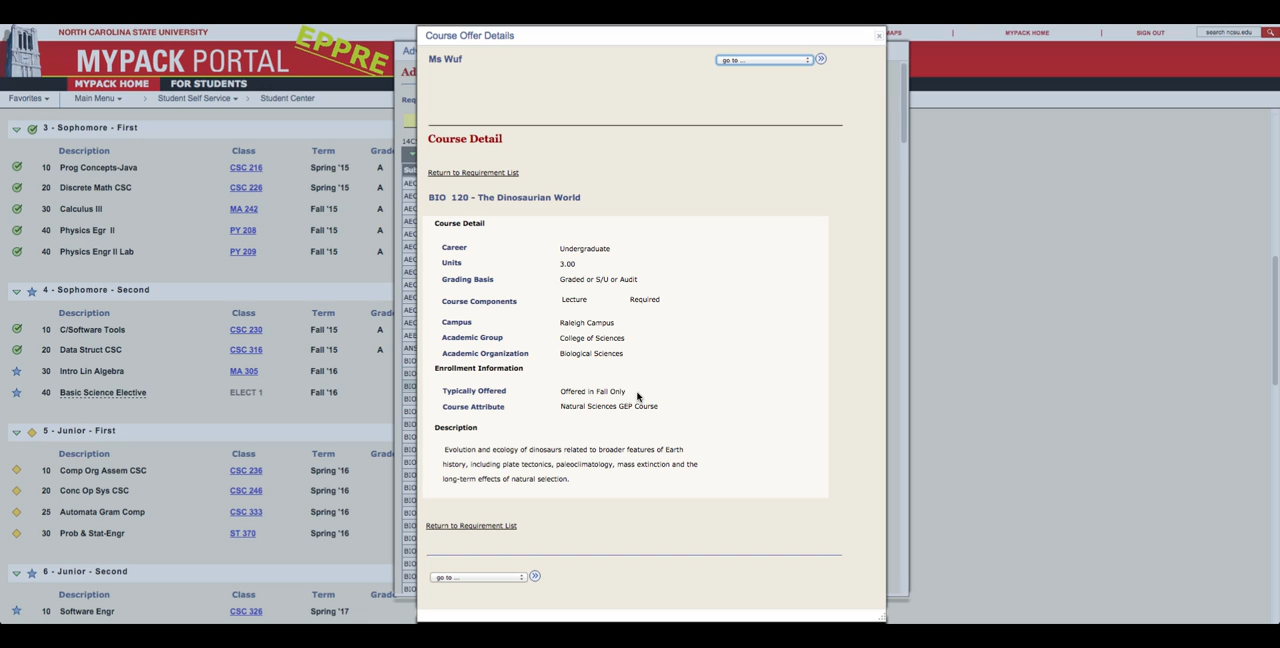 NORTH CAROLINA STATE UNIVERSITY
MYPACK PORTAL
EPPRE
MAPS | MYPACK HOME | SIGN OUT search ncsu.edu
MYPACK HOME FOR STUDENTS
Favorites Main Menu > Student Self Service > Student Center
3 - Sophomore - First
Description Class Term Grad
10 Prog Concepts-Java CSC 216 Spring '15 A
20 Discrete Math CSC CSC 226 Spring '15 A
30 Calculus III MA 242 Fall '15 A
40 Physics Egr II PY 208 Fall '15 A
40 Physics Engr II Lab PY 209 Fall '15 A
4 - Sophomore - Second
Description Class Term Grad
10 C/Software Tools CSC 230 Fall '15 A
20 Data Struct CSC CSC 316 Fall '15 A
30 Intro Lin Algebra MA 305 Fall '16
40 Basic Science Elective ELECT 1 Fall '16
5 - Junior - First
Description Class Term Grad
10 Comp Org Assem CSC CSC 236 Spring '16
20 Conc Op Sys CSC CSC 246 Spring '16
25 Automata Gram Comp CSC 333 Spring '16
30 Prob & Stat-Engr ST 370 Spring '16
6 - Junior - Second
Description Class Term Grad
10 Software Engr CSC 326 Spring '17
Course Offer Details
Ms Wuf go to ...
Course Detail
Return to Requirement List
BIO 120 - The Dinosaurian World
Course Detail
Career Undergraduate
Units 3.00
Grading Basis Graded or S/U or Audit
Course Components Lecture Required
Campus Raleigh Campus
Academic Group College of Sciences
Academic Organization Biological Sciences
Enrollment Information
Typically Offered Offered in Fall Only
Course Attribute Natural Sciences GEP Course
Description
Evolution and ecology of dinosaurs related to broader features of Earth
history, including plate tectonics, paleoclimatology, mass extinction and the
long-term effects of natural selection.
Return to Requirement List
go to ...